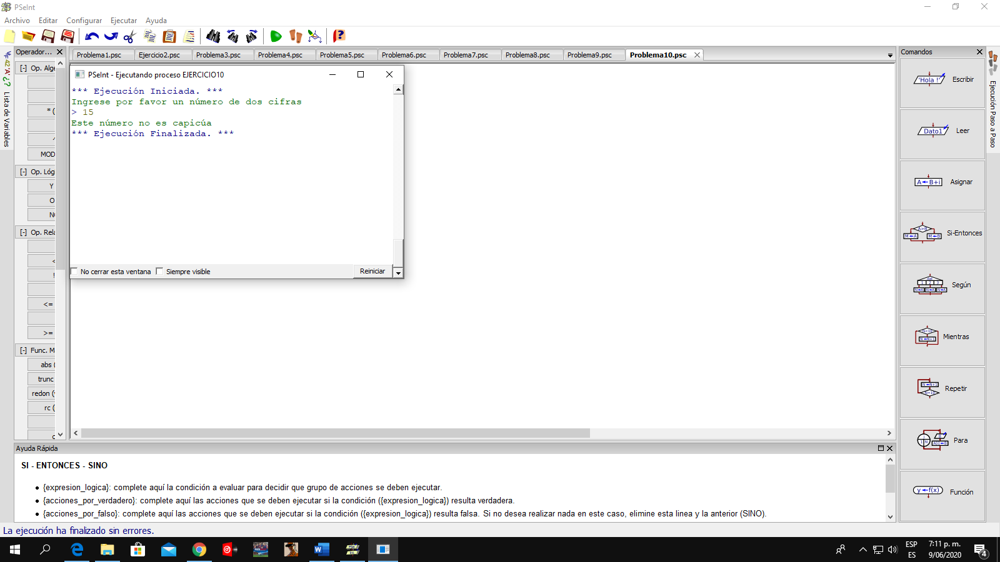 PSeInt
Archivo Editar Configurar Ejecutar Ayuda
Operador...
Problema1.psc Ejercicio2.psc Problema3.psc Problema4.psc Problema5.psc Problema6.psc Problema7.psc Problema8.psc Problema9.psc Problema10.psc
Comandos
Lista de Variables
[-] Op. Alge
* (
^
MOD
[-] Op. Lóg
Y
O
[-] Op. Rela
<
!
<=
>=
[-] Func. M
abs (
trunc
redon (
rc (
PSeInt - Ejecutando proceso EJERCICIO10
*** Ejecución Iniciada. ***
Ingrese por favor un número de dos cifras
> 15
Este número no es capicúa
*** Ejecución Finalizada. ***
No cerrar esta ventana Siempre visible Reiniciar
'Hola !' Escribir
Dato1 Leer
A←B+i Asignar
A>B M←A M←B Si-Entonces
1 2 3 Según
Mientras
Repetir
Para
y←f(x) Función
Ejecución Paso a Paso
Ayuda Rápida
SI - ENTONCES - SINO
• {expresion_logica}: complete aquí la condición a evaluar para decidir que grupo de acciones se deben ejecutar.
• {acciones_por_verdadero}: complete aquí las acciones que se deben ejecutar si la condición ({expresion_logica}) resulta verdadera.
• {acciones_por_falso}: complete aquí las acciones que se deben ejecutar si la condición ({expresion_logica}) resulta falsa. Si no desea realizar nada en este caso, elimine esta linea y la anterior (SINO).
La ejecución ha finalizado sin errores.
ESP
ES
7:11 p. m.
9/06/2020
4